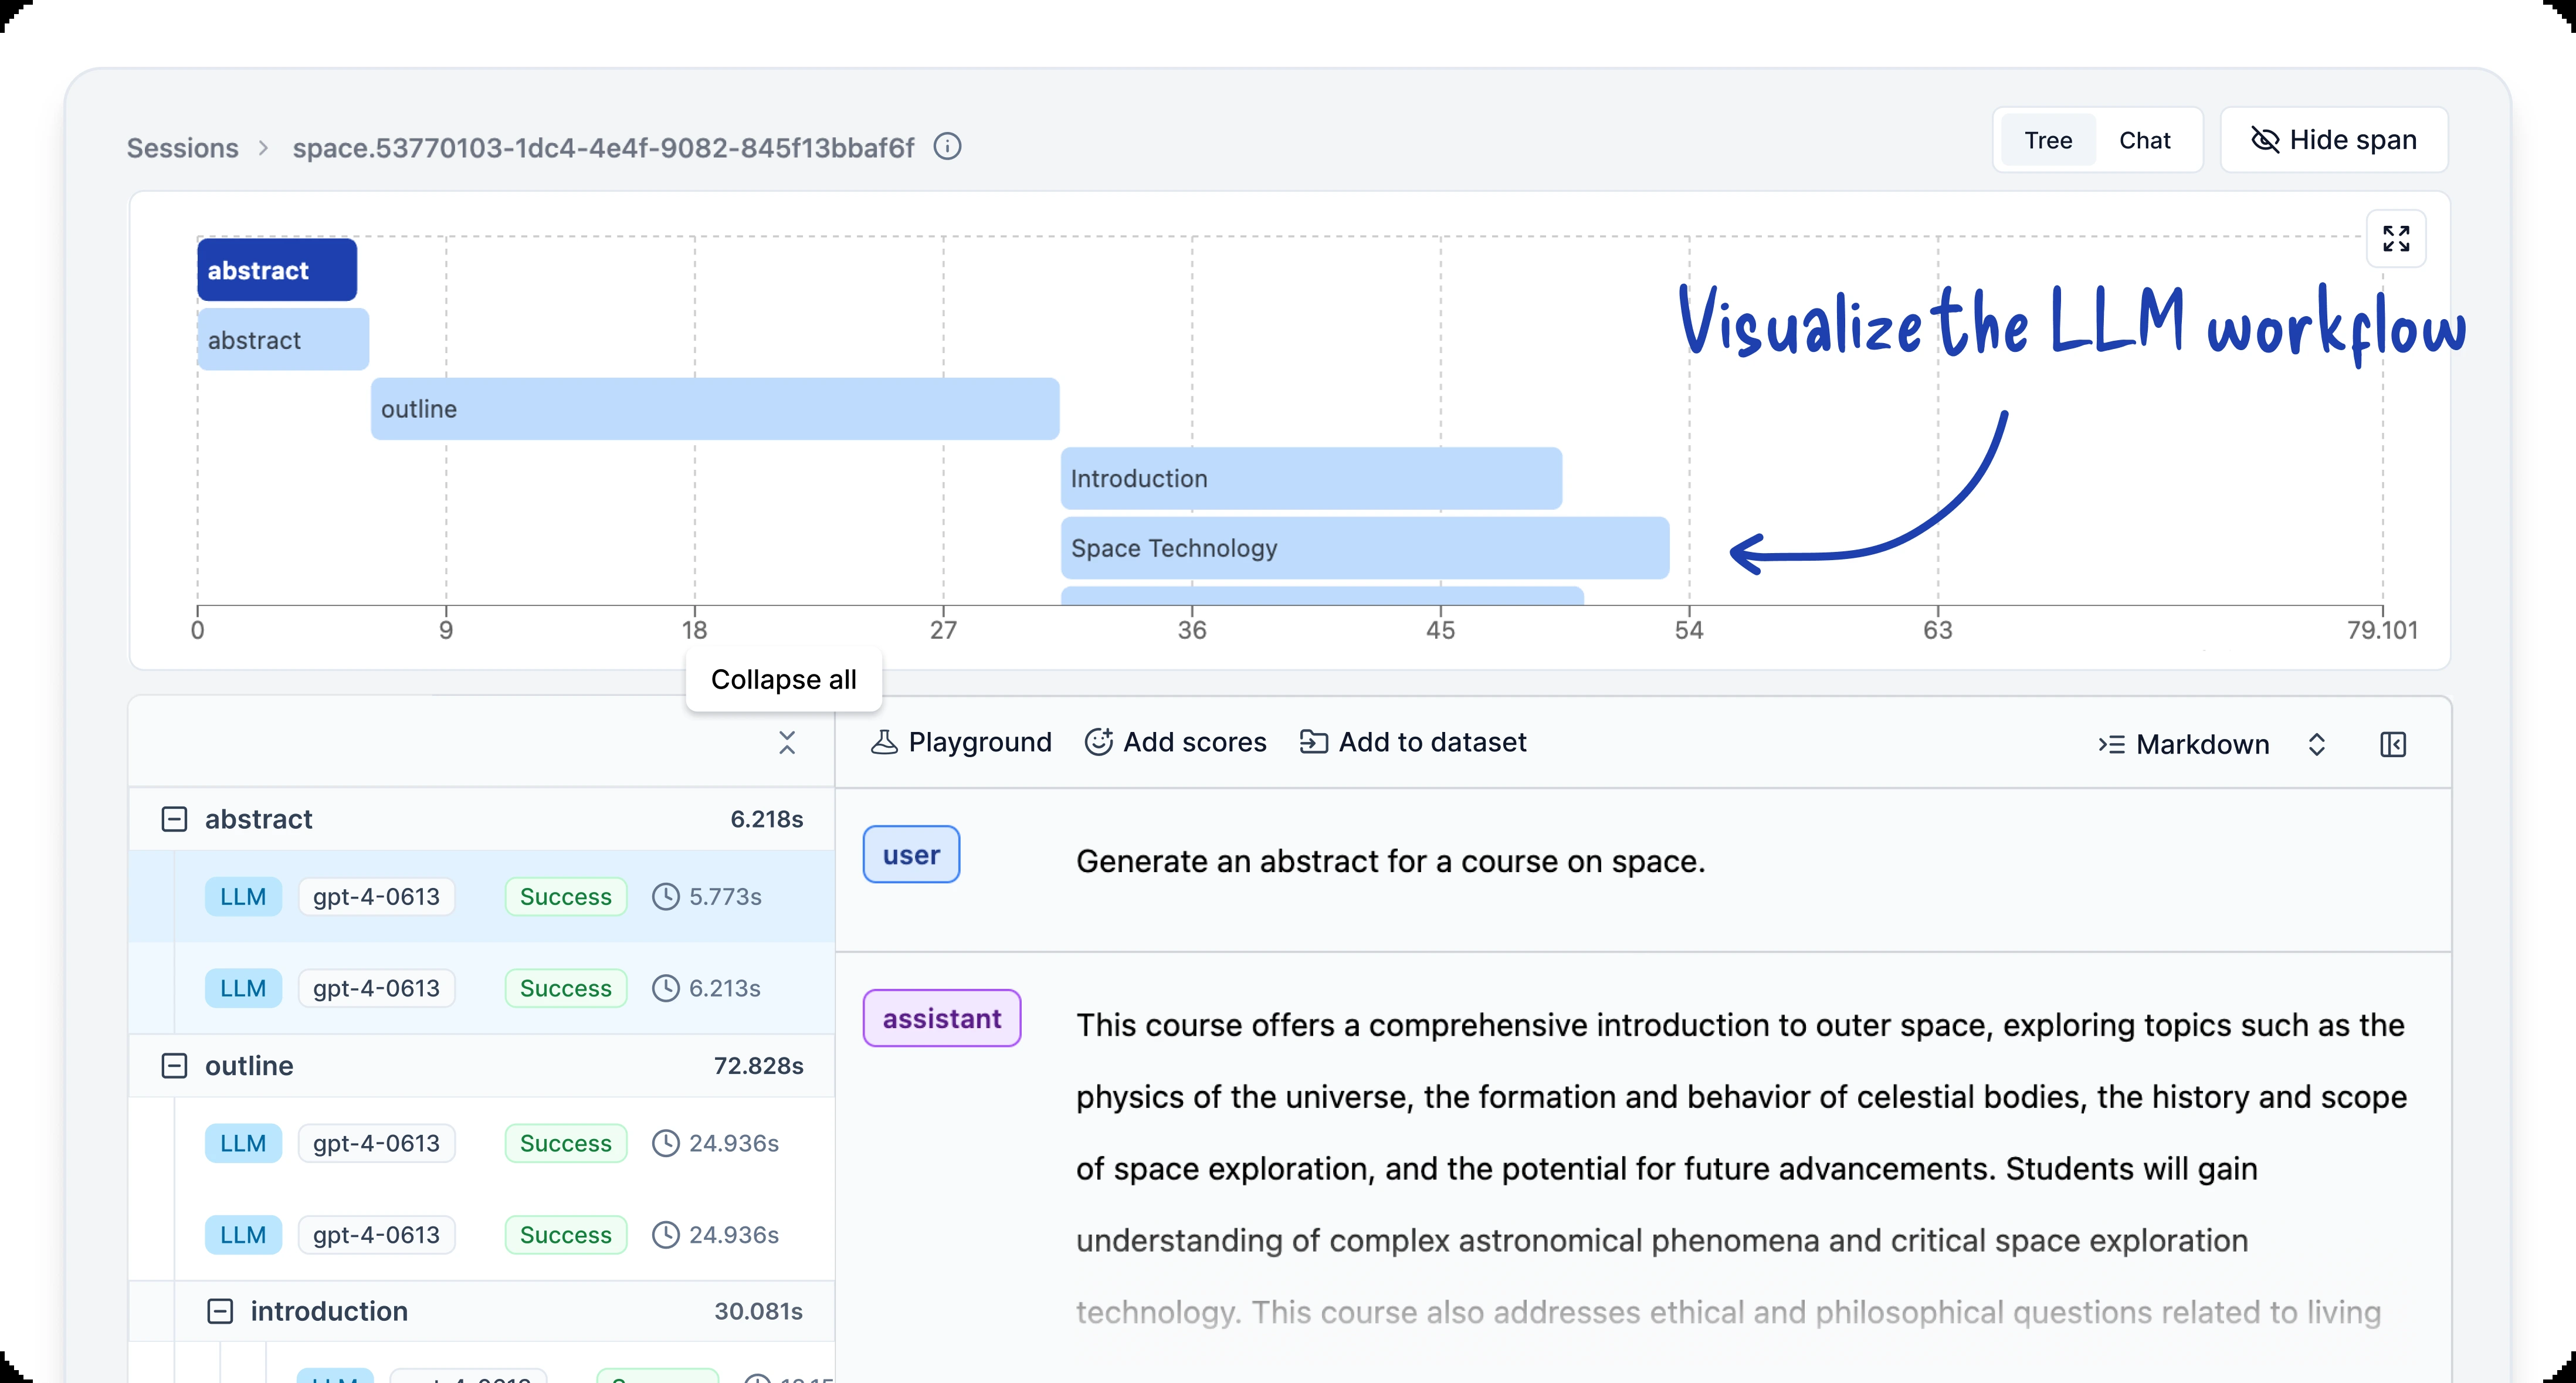 Sessions > space.53770103-1dc4-4e4f-9082-845f13bbaf6f
Tree Chat Hide span
abstract
abstract
outline
Introduction
Space Technology
Visualize the LLM workflow
0 9 18 27 36 45 54 63 79.101
Collapse all
Playground Add scores Add to dataset Markdown
abstract 6.218s
LLM gpt-4-0613 Success 5.773s
LLM gpt-4-0613 Success 6.213s
outline 72.828s
LLM gpt-4-0613 Success 24.936s
LLM gpt-4-0613 Success 24.936s
introduction 30.081s
user
Generate an abstract for a course on space.
assistant
This course offers a comprehensive introduction to outer space, exploring topics such as the
physics of the universe, the formation and behavior of celestial bodies, the history and scope
of space exploration, and the potential for future advancements. Students will gain
understanding of complex astronomical phenomena and critical space exploration
technology. This course also addresses ethical and philosophical questions related to living